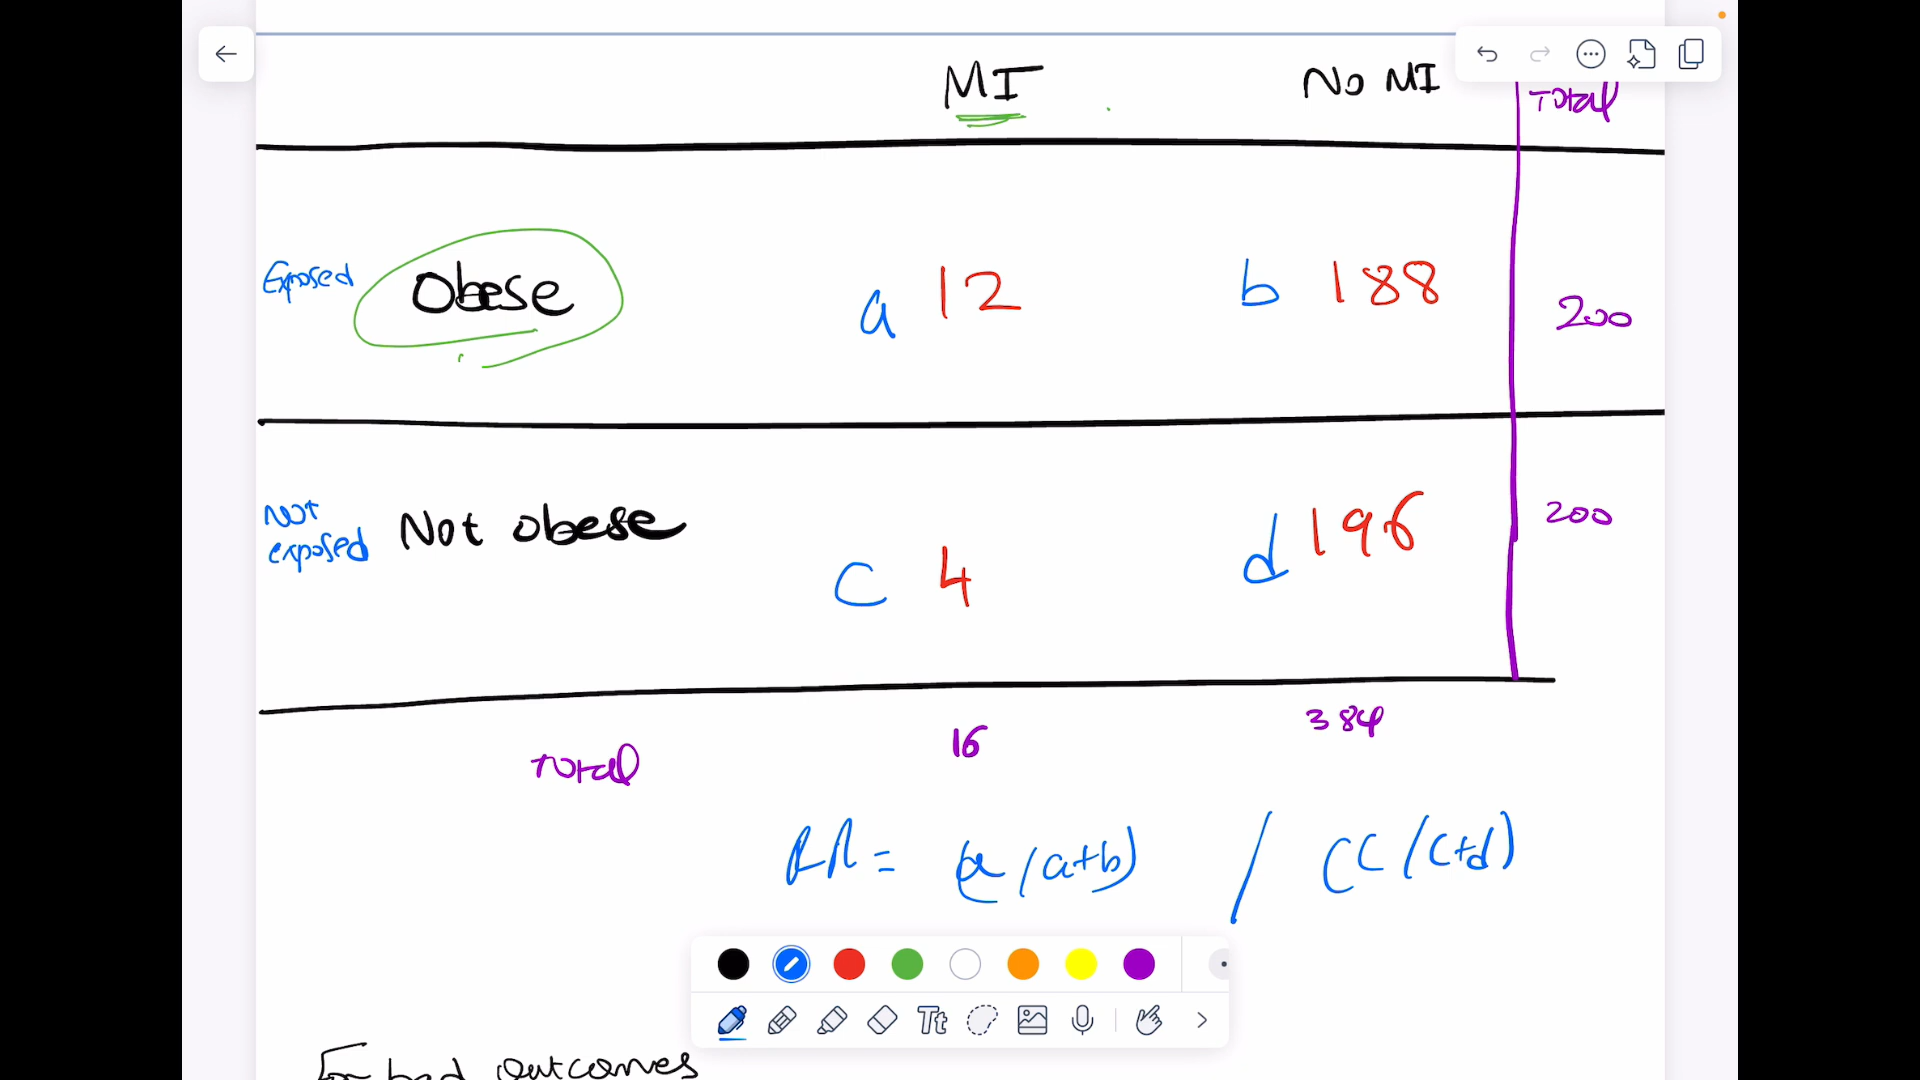 MI No MI Total
Exposed Obese a 12 b 188 200
Not exposed Not obese c 4 d 196 200
Total 16 384
RR = (a/(a+b) / (c/(c+d)
For bad outcomes
Tt